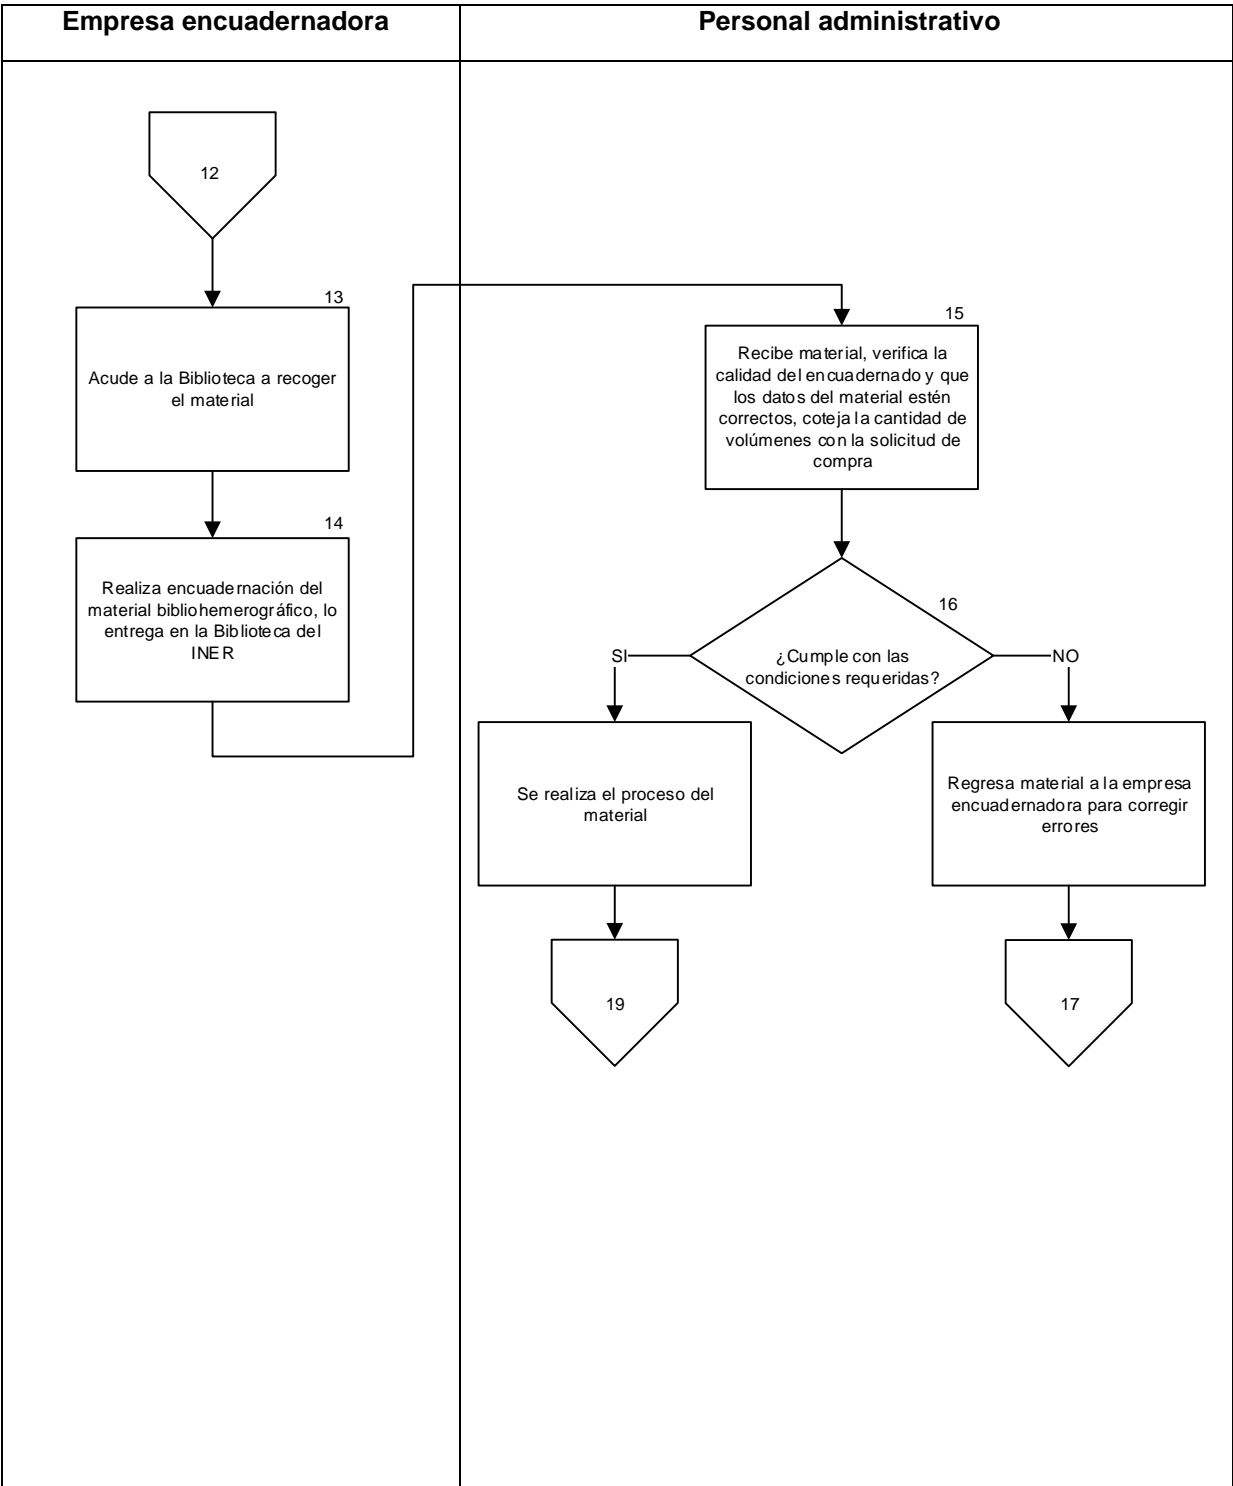 Empresa encuadernadora
Personal administrativo
12
13
Acude a la Biblioteca a recoger
el material
14
Realiza encuadernación del
material bibliohemerográfico, lo
entrega en la Biblioteca del
INER
15
Recibe material, verifica la
calidad del encuadernado y que
los datos del material estén
correctos, coteja la cantidad de
volúmenes con la solicitud de
compra
16
¿Cumple con las
condiciones requeridas?
SI
NO
Se realiza el proceso del
material
Regresa material a la empresa
encuadernadora para corregir
errores
19
17